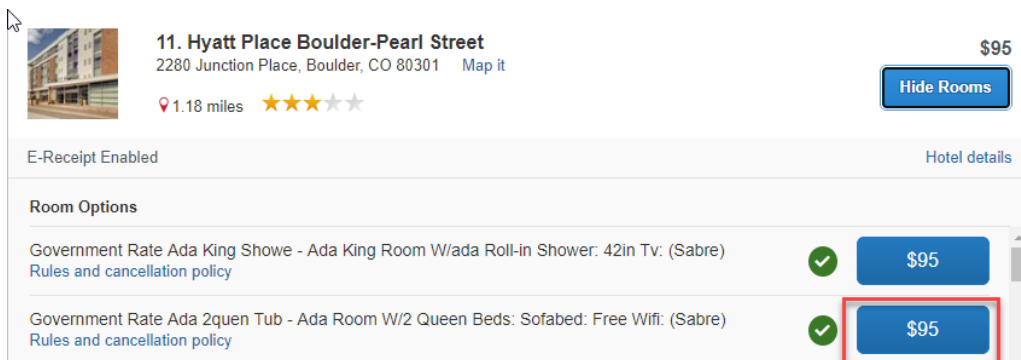 11. Hyatt Place Boulder-Pearl Street
$95
2280 Junction Place, Boulder, CO 80301 Map it
Hide Rooms
1.18 miles
E-Receipt Enabled
Hotel details
Room Options
Government Rate Ada King Showe - Ada King Room W/ada Roll-in Shower: 42in Tv: (Sabre)
$95
Rules and cancellation policy
Government Rate Ada 2quen Tub - Ada Room W/2 Queen Beds: Sofabed: Free Wifi: (Sabre)
$95
Rules and cancellation policy